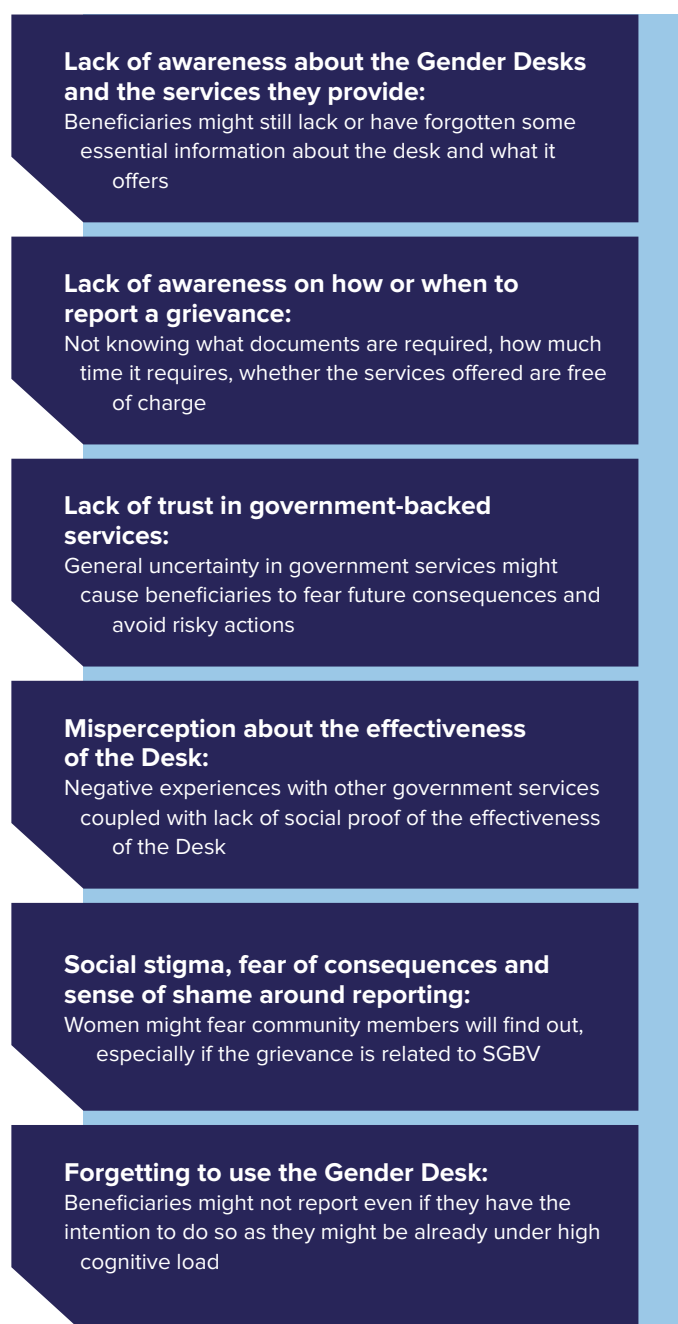 Lack of awareness about the Gender Desks
and the services they provide:
Beneficiaries might still lack or have forgotten some
essential information about the desk and what it
offers
Lack of awareness on how or when to
report a grievance:
Not knowing what documents are required, how much
time it requires, whether the services offered are free
of charge
Lack of trust in government-backed
services:
General uncertainty in government services might
cause beneficiaries to fear future consequences and
avoid risky actions
Misperception about the effectiveness
of the Desk:
Negative experiences with other government services
coupled with lack of social proof of the effectiveness
of the Desk
Social stigma, fear of consequences and
sense of shame around reporting:
Women might fear community members will find out,
especially if the grievance is related to SGBV
Forgetting to use the Gender Desk:
Beneficiaries might not report even if they have the
intention to do so as they might be already under high
cognitive load